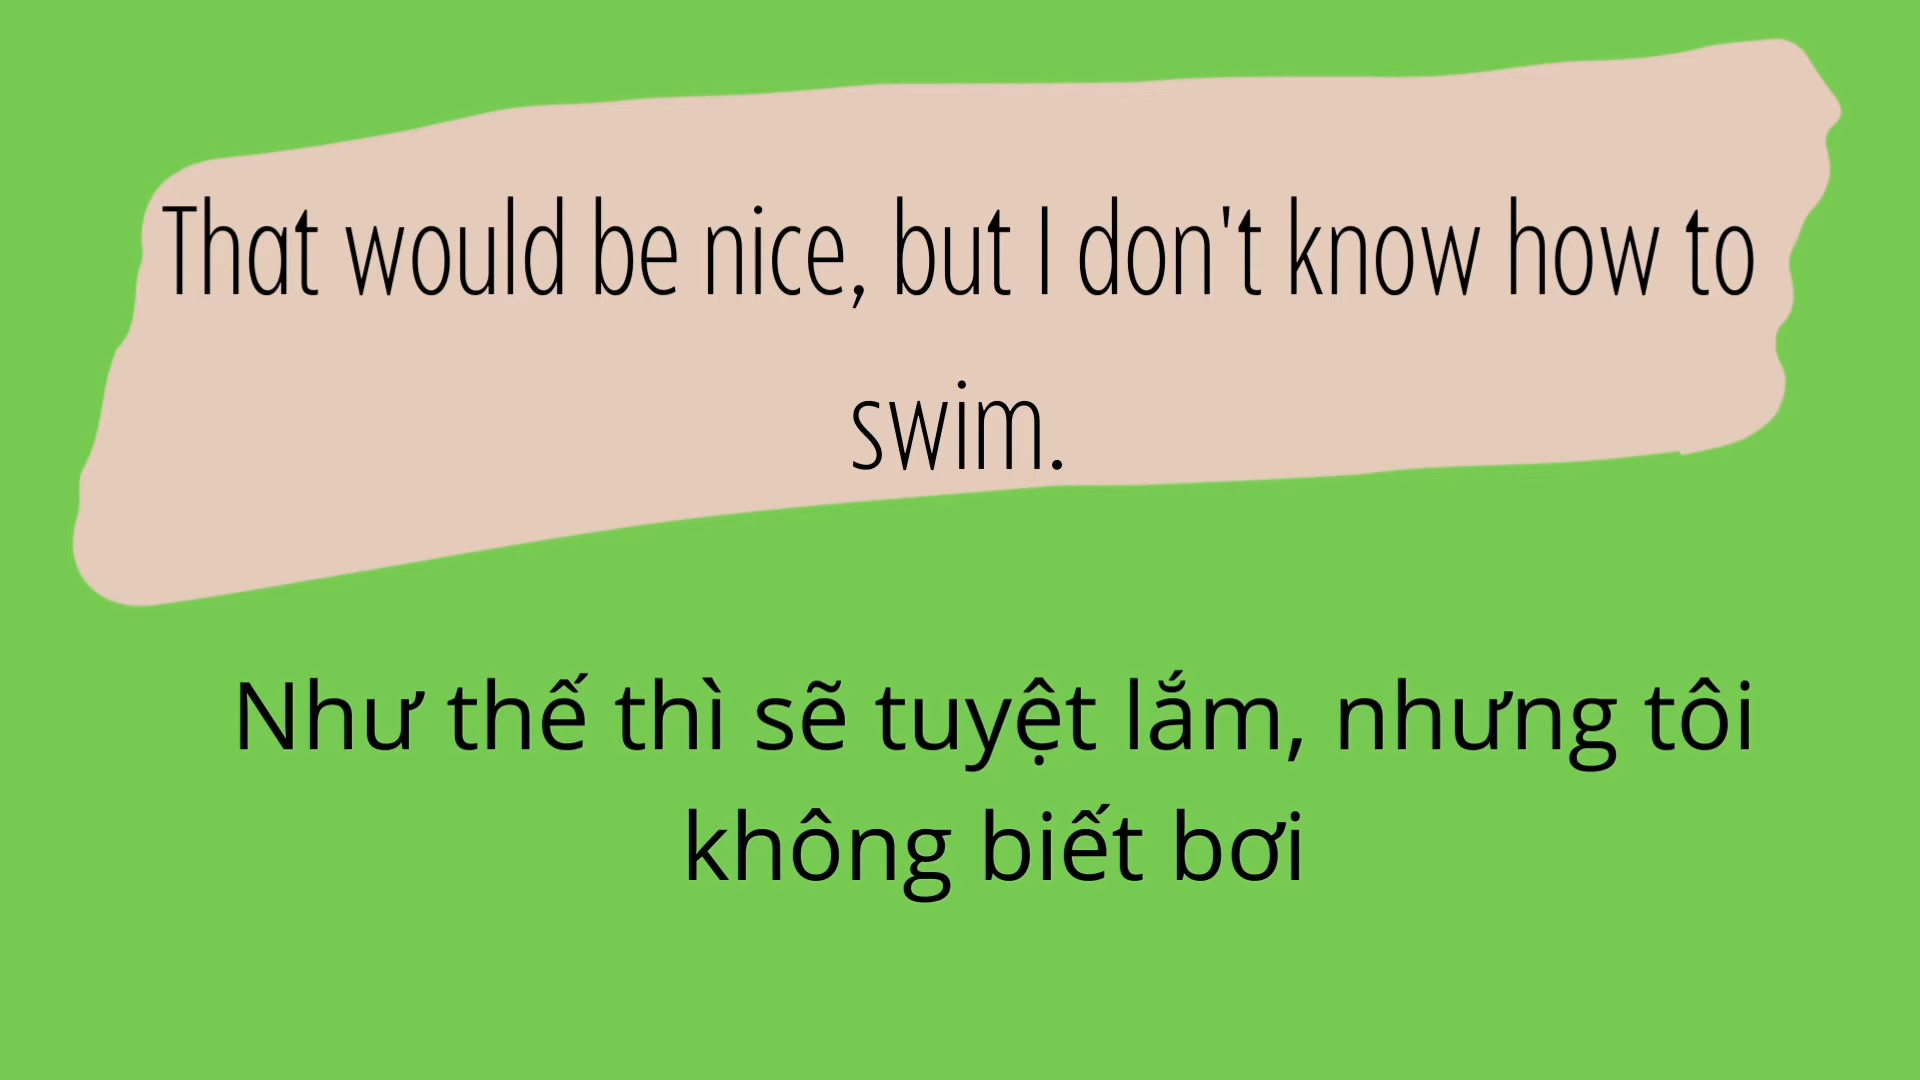 That would be nice, but I don't know how to
swim.
Như thế thì sẽ tuyệt lắm, nhưng tôi
không biết bơi